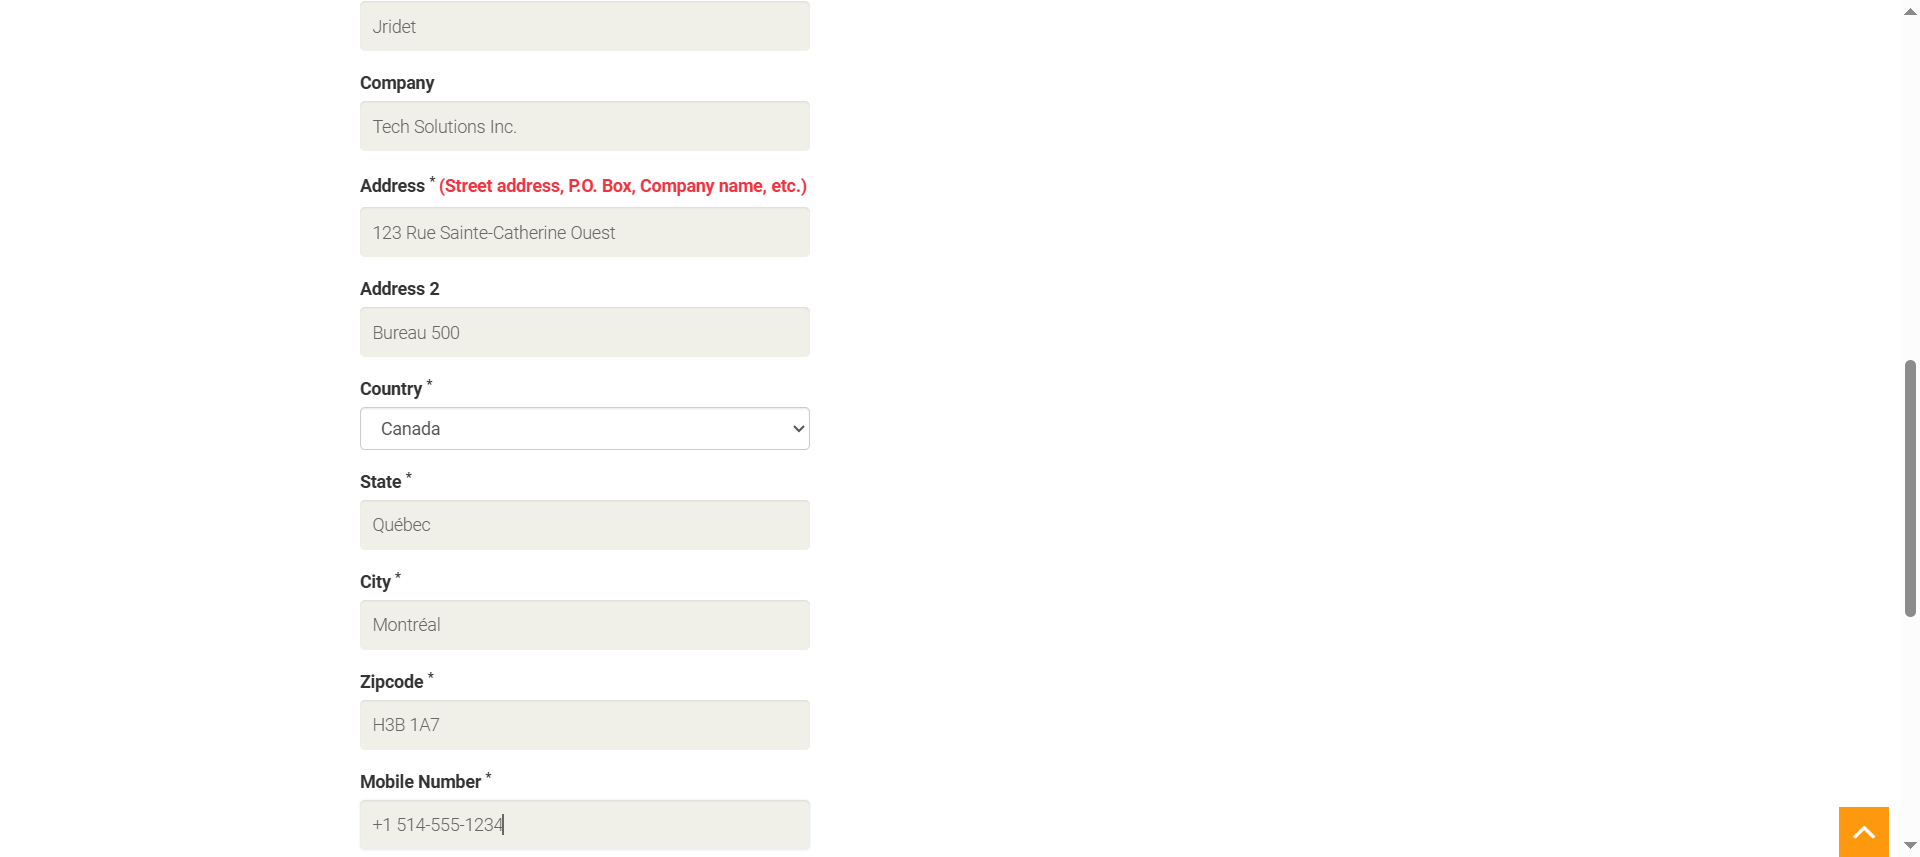 Jridet
Company
Tech Solutions Inc.
Address * (Street address, P.O. Box, Company name, etc.)
123 Rue Sainte-Catherine Ouest
Address 2
Bureau 500
Country *
Canada
State *
Québec
City *
Montréal
Zipcode *
H3B 1A7
Mobile Number *
+1 514-555-1234